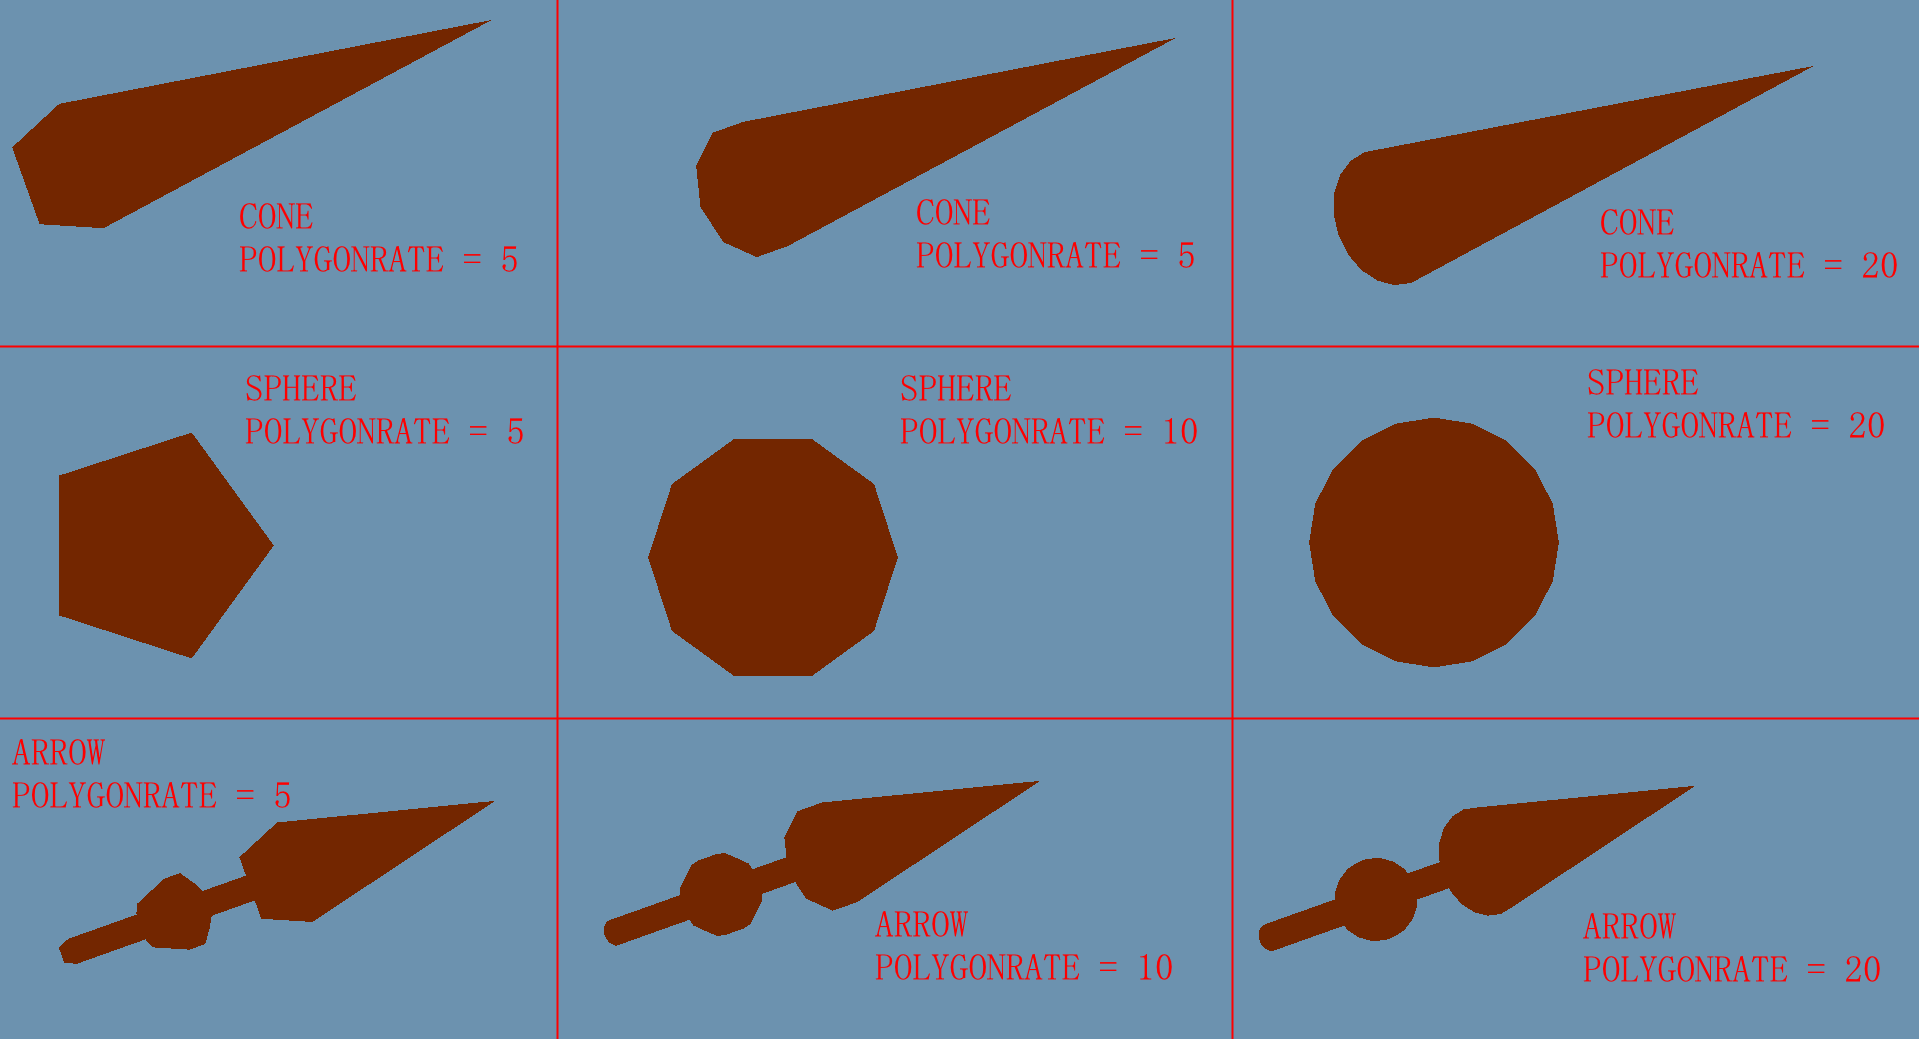 CONE
POLYGONRATE = 5
CONE
POLYGONRATE = 5
CONE
POLYGONRATE = 20
SPHERE
POLYGONRATE = 5
SPHERE
POLYGONRATE = 10
SPHERE
POLYGONRATE = 20
ARROW
POLYGONRATE = 5
ARROW
POLYGONRATE = 10
ARROW
POLYGONRATE = 20